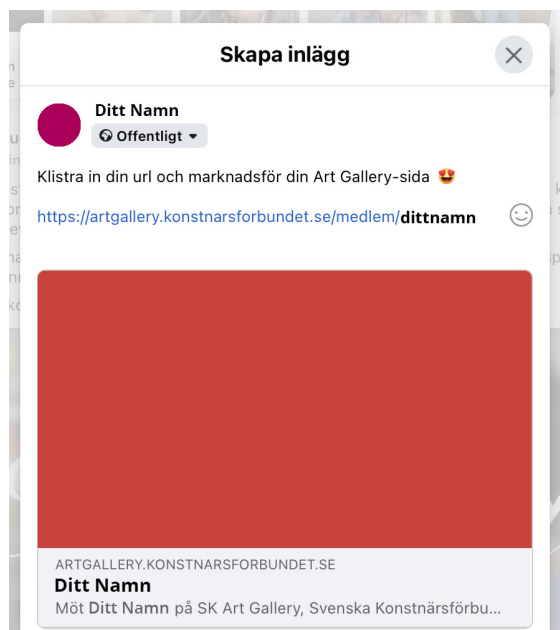 Skapa inlägg
Ditt Namn
Offentligt
Klistra in din url och marknadsför din Art Gallery-sida 😍
https://artgallery.konstnarsforbundet.se/medlem/dittnamn
ARTGALLERY.KONSTNARSFORBUNDET.SE
Ditt Namn
Möt Ditt Namn på SK Art Gallery, Svenska Konstnärsförbu...